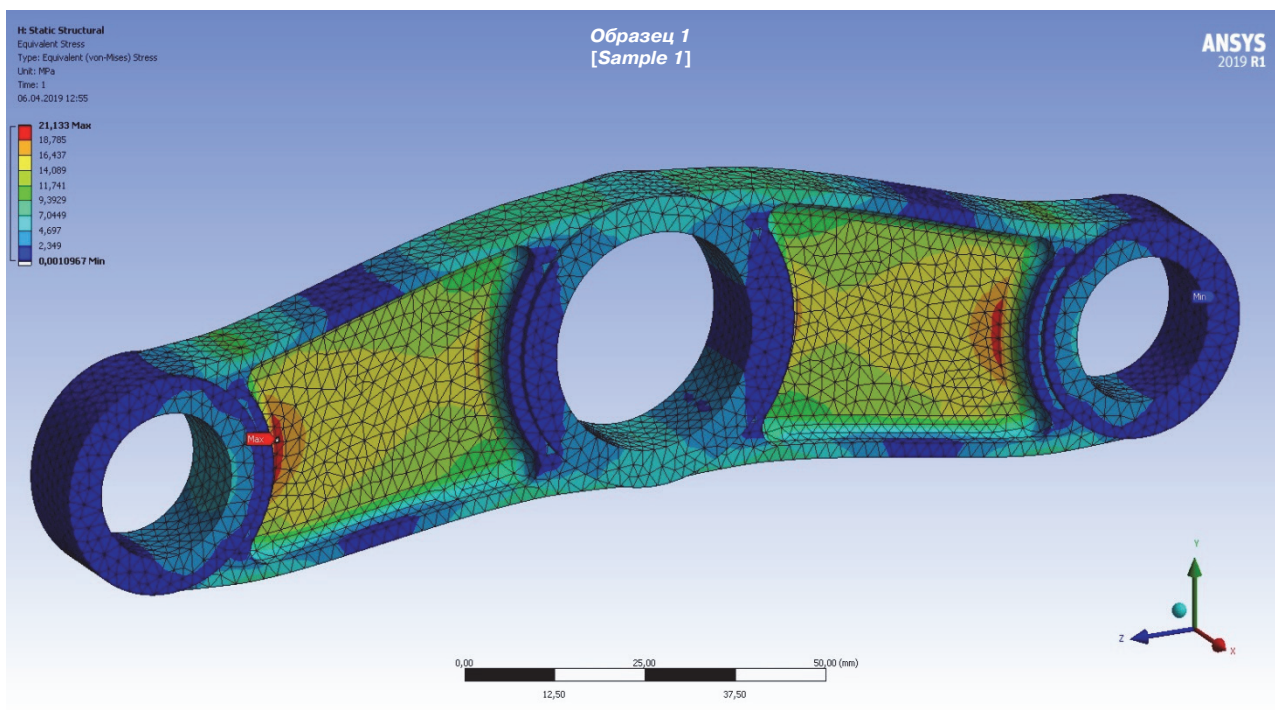 H: Static Structural
Equivalent Stress
Type: Equivalent (von-Mises) Stress
Unit: MPa
Time: 1
06.04.2019 12:55
21,133 Max
18,785
16,437
14,089
11,741
9,3929
7,0449
4,697
2,349
0,0010967 Min
Образец 1
[Sample 1]
ANSYS
2019 R1
Min
Max
Y
Z
X
0,00
25,00
50,00 (mm)
12,50
37,50